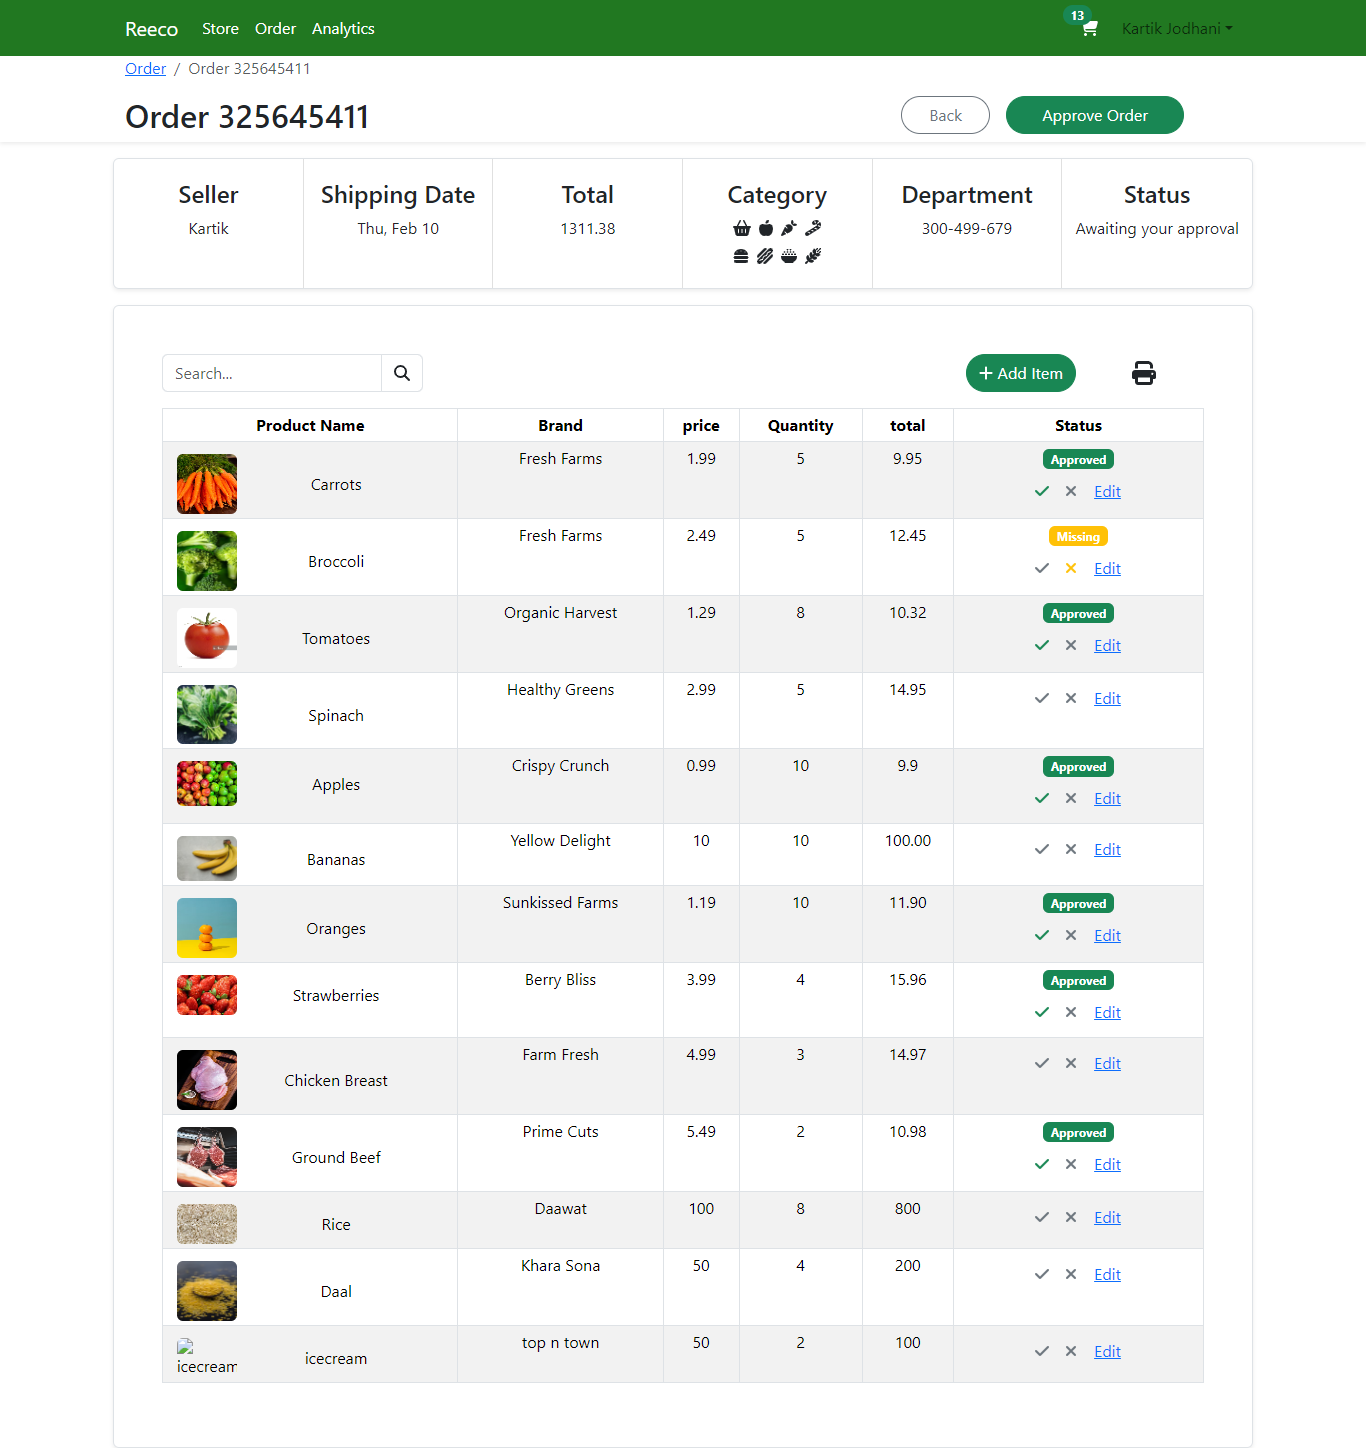 13
Reeco Store Order Analytics Kartik Jodhani
Order / Order 325645411
Order 325645411 Back Approve Order
Seller Shipping Date Total Category Department Status
Kartik Thu, Feb 10 1311.38 300-499-679 Awaiting your approval
Search... + Add Item
Product Name Brand price Quantity total Status
Carrots Fresh Farms 1.99 5 9.95 Approved
Edit
Broccoli Fresh Farms 2.49 5 12.45 Missing
Edit
Tomatoes Organic Harvest 1.29 8 10.32 Approved
Edit
Spinach Healthy Greens 2.99 5 14.95 Edit
Apples Crispy Crunch 0.99 10 9.9 Approved
Edit
Bananas Yellow Delight 10 10 100.00 Edit
Oranges Sunkissed Farms 1.19 10 11.90 Approved
Edit
Strawberries Berry Bliss 3.99 4 15.96 Approved
Edit
Chicken Breast Farm Fresh 4.99 3 14.97 Edit
Ground Beef Prime Cuts 5.49 2 10.98 Approved
Edit
Rice Daawat 100 8 800 Edit
Daal Khara Sona 50 4 200 Edit
icecream icecream top n town 50 2 100 Edit